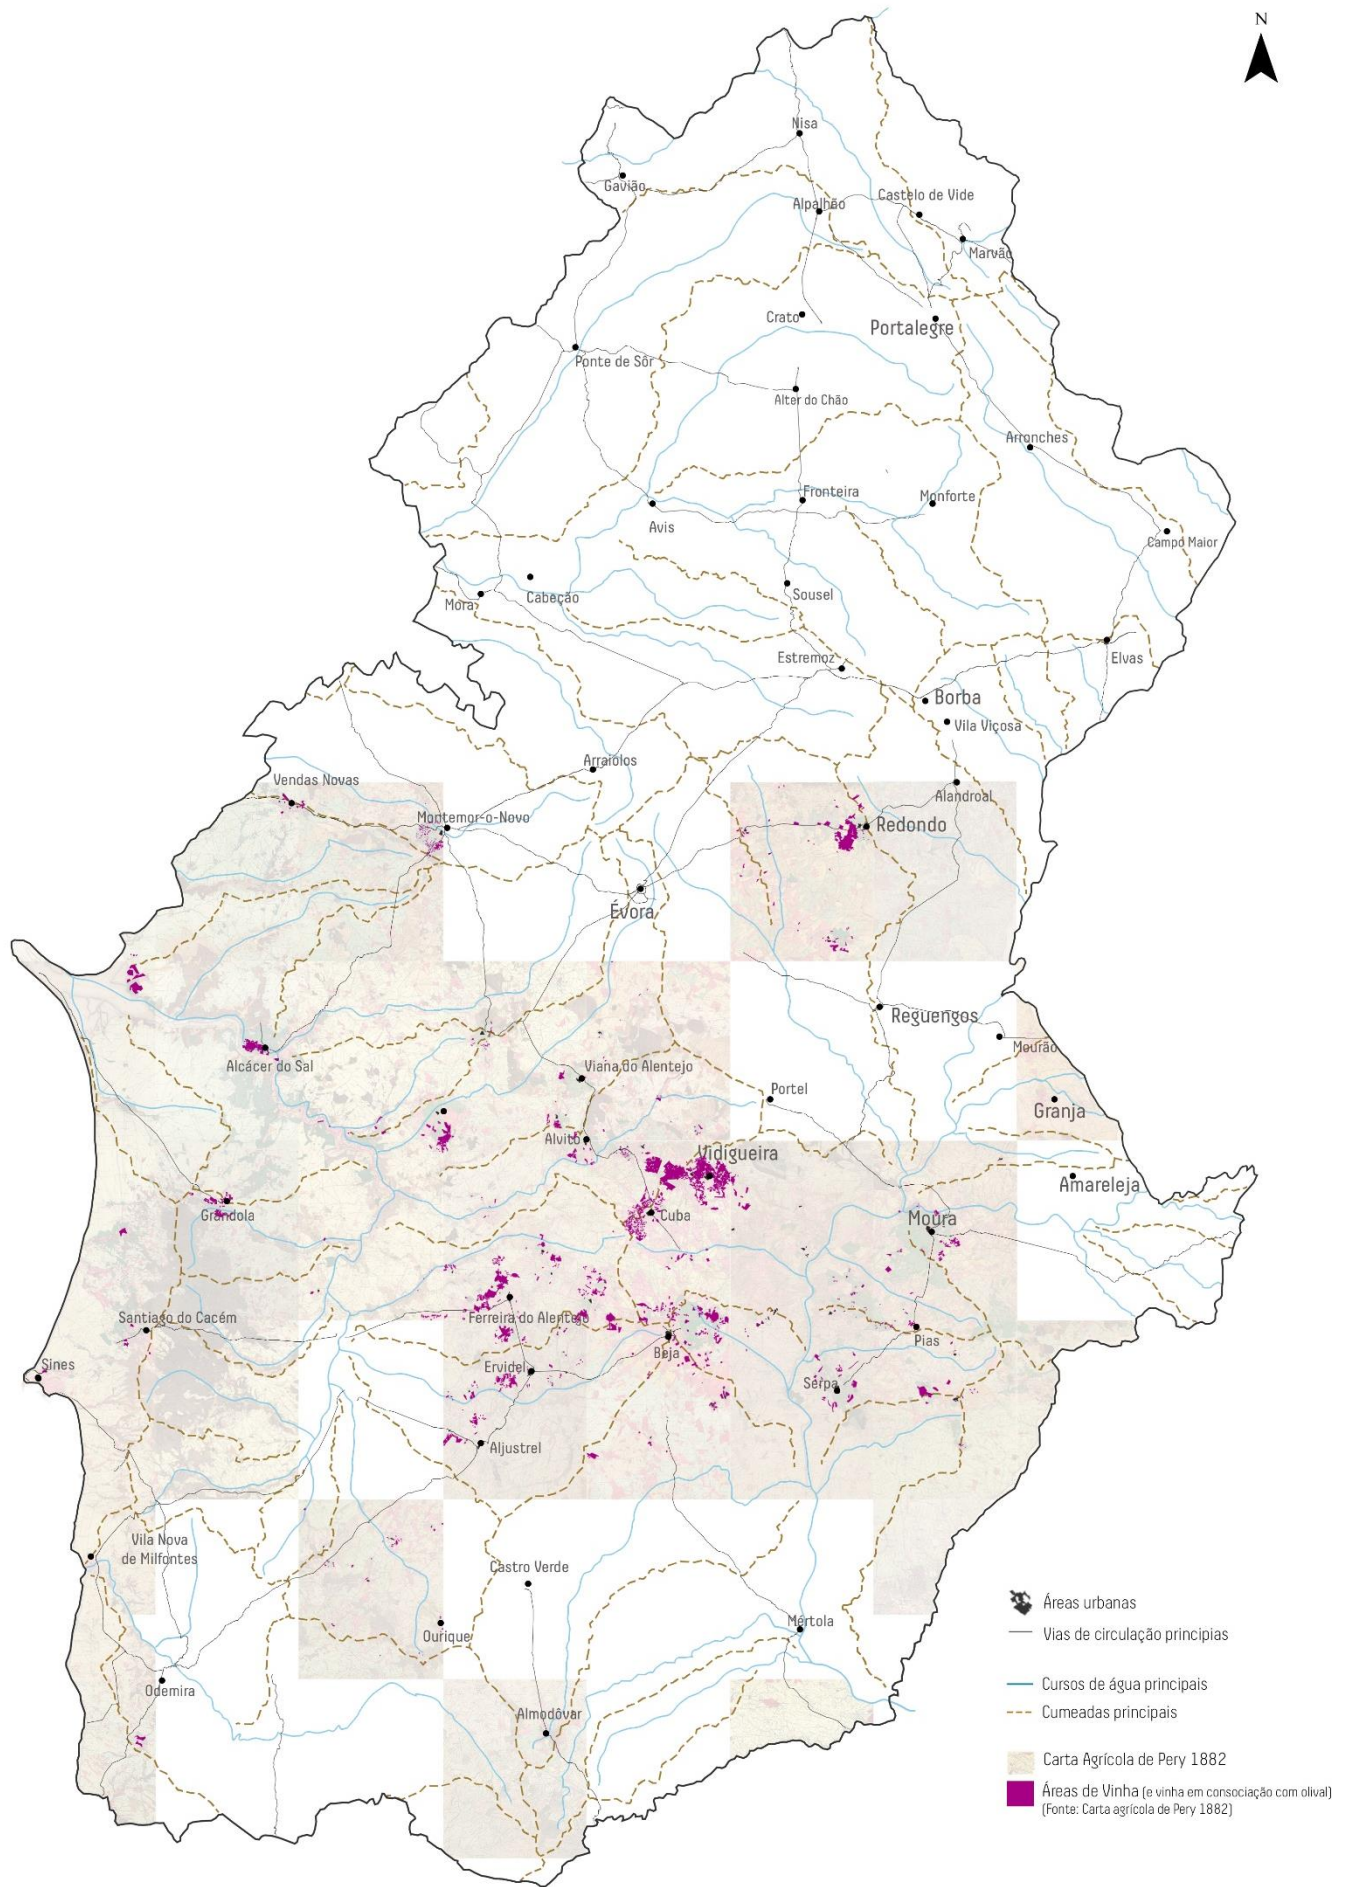 N
Nisa
Gavião
Castelo de Vide
Alpalhão
Marvão
Crato
Portalegre
Ponte de Sôr
Alter do Chão
Arronches
Fronteira
Monforte
Avis
Campo Maior
Cabeção
Sousel
Mora
Estremoz
Elvas
Borba
Vila Viçosa
Arraiolos
Vendas Novas
Alandroal
Montemor-o-Novo
Redondo
Évora
Reguengos
Mourão
Alcácer do Sal
Viana do Alentejo
Portel
Granja
Alvito
Vidigueira
Amareleja
Grândola
Cuba
Moura
Santiago do Cacém
Ferreira do Alentejo
Pias
Beja
Sines
Ervidel
Serpa
Aljustrel
Vila Nova
de Milfontes
Castro Verde
Mértola
Ourique
Odemira
Almodôvar
Áreas urbanas
Vias de circulação principias
Cursos de água principais
Cumeadas principais
Carta Agrícola de Pery 1882
Áreas de Vinha (e vinha em consociação com olival)
(Fonte: Carta agrícola de Pery 1882)